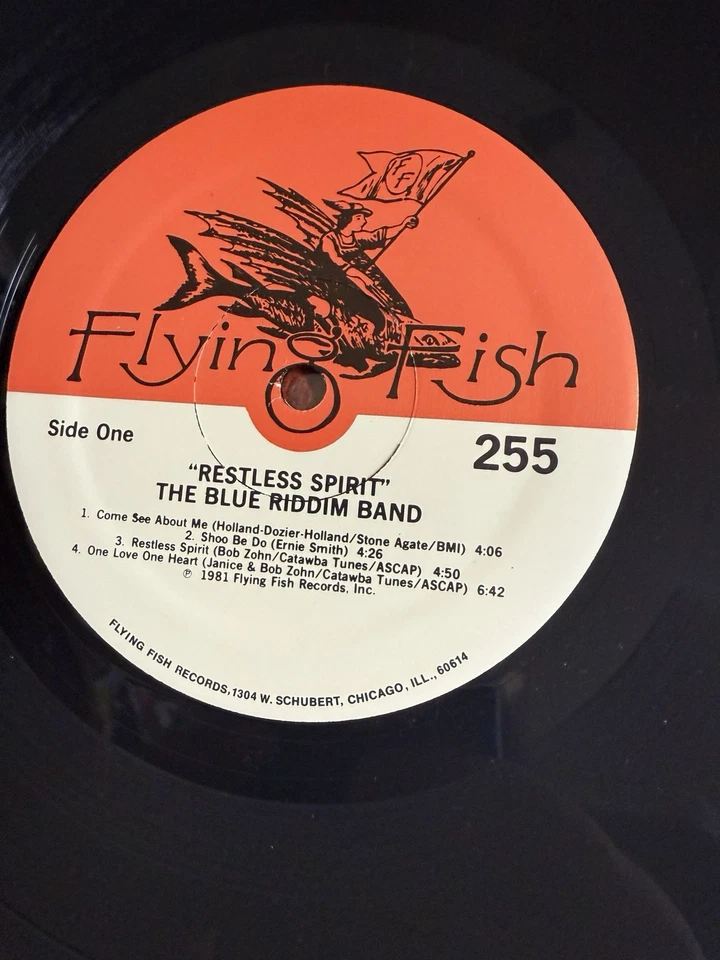 FF
Flying Fish
Side One
255
"RESTLESS SPIRIT"
THE BLUE RIDDIM BAND
1. Come See About Me (Holland-Dozier-Holland/Stone Agate/BMI) 4:06
2. Shoo Be Do (Ernie Smith) 4:26
3. Restless Spirit (Bob Zohn/Catawba Tunes/ASCAP) 4:50
4. One Love One Heart (Janice & Bob Zohn/Catawba Tunes/ASCAP) 6:42
℗ 1981 Flying Fish Records, Inc.
FLYING FISH RECORDS, 1304 W. SCHUBERT, CHICAGO, ILL., 60614